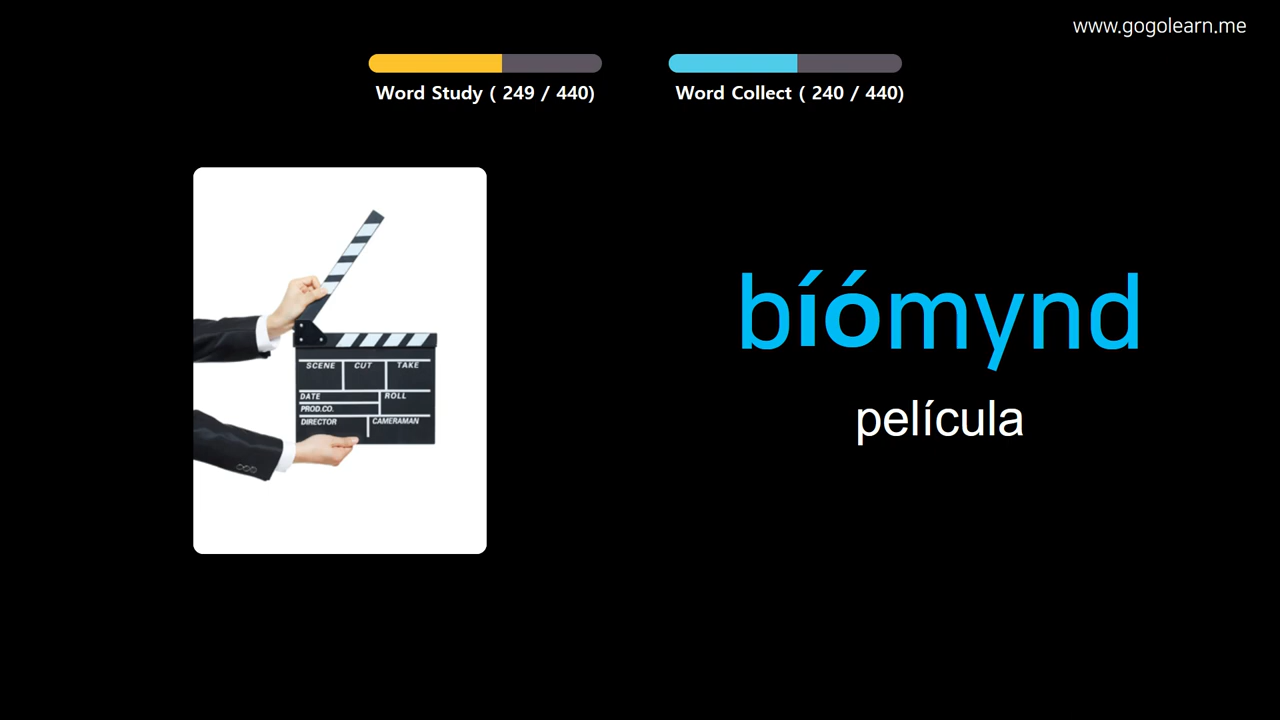 www.gogolearn.me
Word Study ( 249 / 440)
Word Collect ( 240 / 440)
SCENE CUT TAKE
DATE ROLL
PROD.CO.
DIRECTOR CAMERAMAN
bíómynd
película